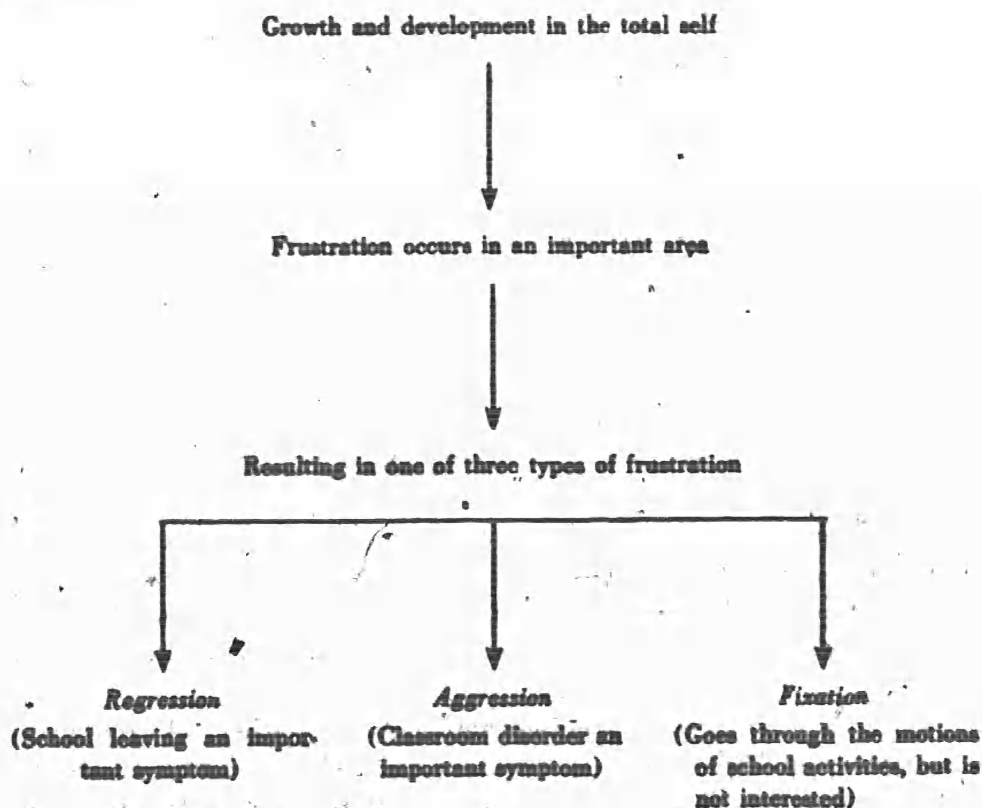 Growth and development in the total self
Frustration occurs in an important area
Resulting in one of three types of frustration
Regression
(School leaving an impor-
tant symptom)
Aggression
(Classroom disorder an
important symptom)
Fixation
(Goes through the motions
of school activities, but is
not interested)